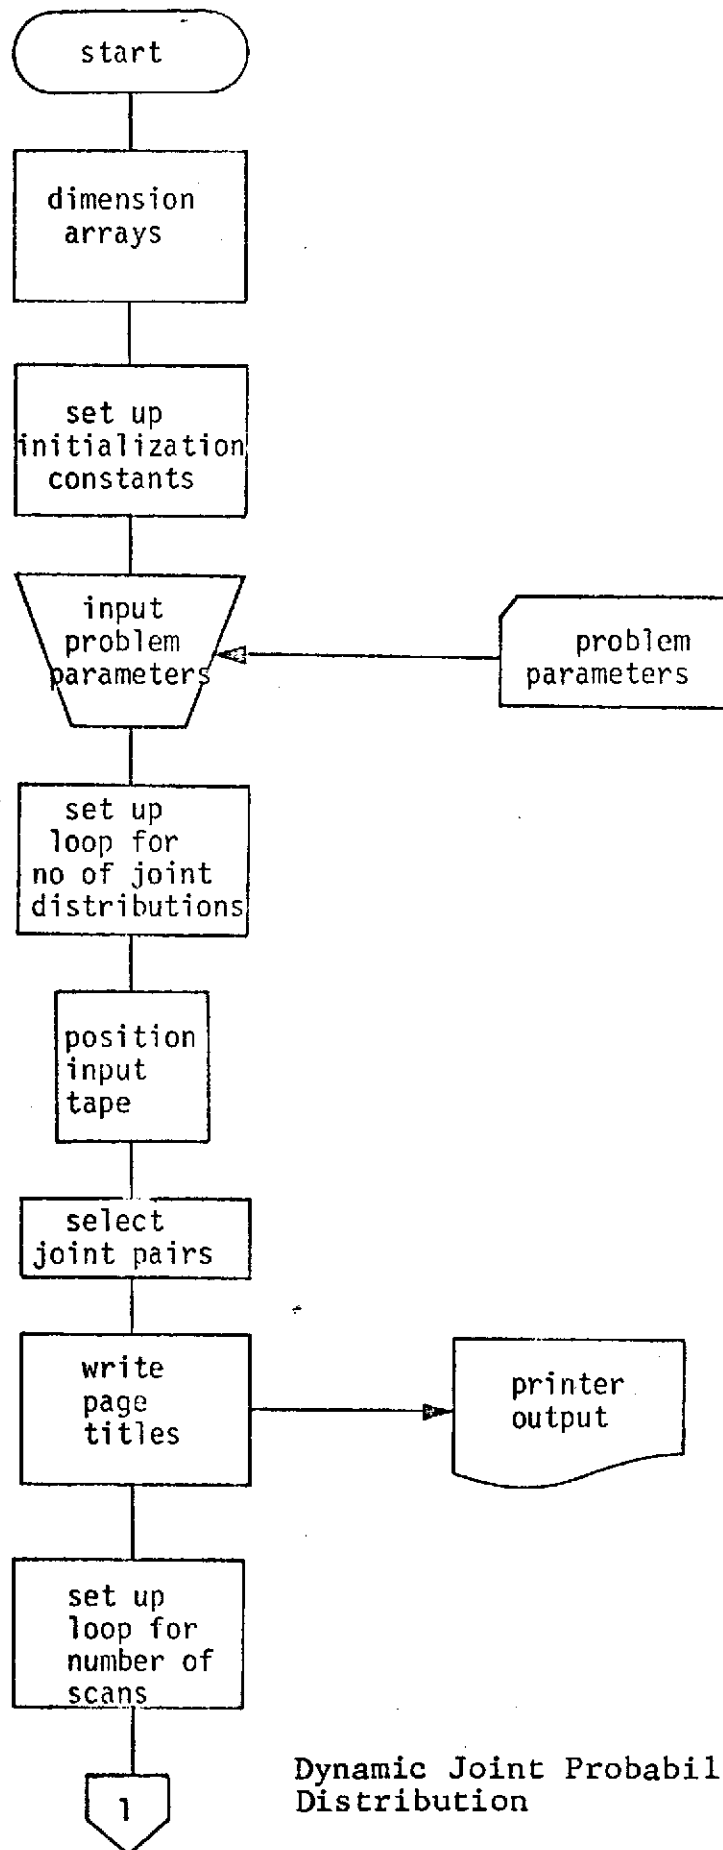 start
dimension
arrays
set up
initialization
constants
input
problem
parameters
problem
parameters
set up
loop for
no of joint
distributions
position
input
tape
select
joint pairs
write
page
titles
printer
output
set up
loop for
number of
scans
1
Dynamic Joint Probabil
Distribution